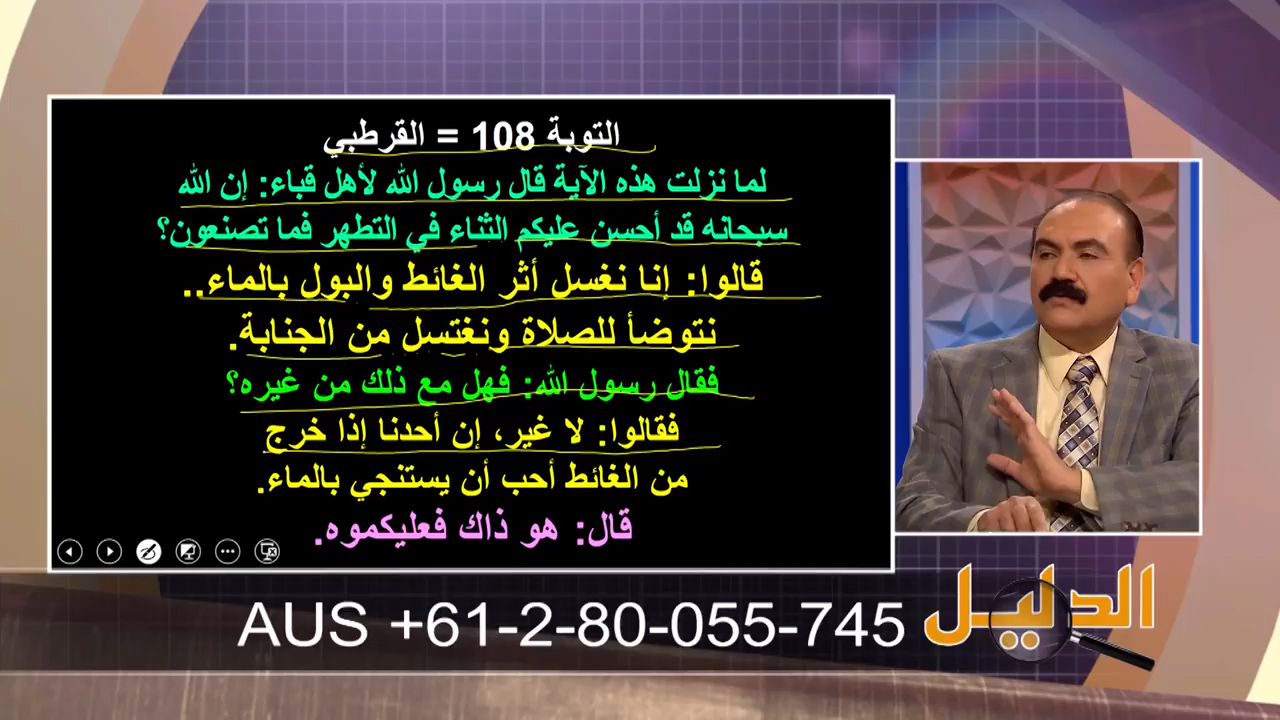 التوبة 108 = القرطبي
لما نزلت هذه الآية قال رسول الله لأهل قباء: إن الله
سبحانه قد أحسن عليكم الثناء في التطهر فما تصنعون؟
قالوا: إنا نغسل أثر الغائط والبول بالماء..
نتوضأ للصلاة ونغتسل من الجنابة.
فقال رسول الله: فهل مع ذلك من غيره؟
فقالوا: لا غير، إن أحدنا إذا خرج
من الغائط أحب أن يستنجي بالماء.
قال: هو ذاك فعليكموه.
AUS +61-2-80-055-745
الدليل